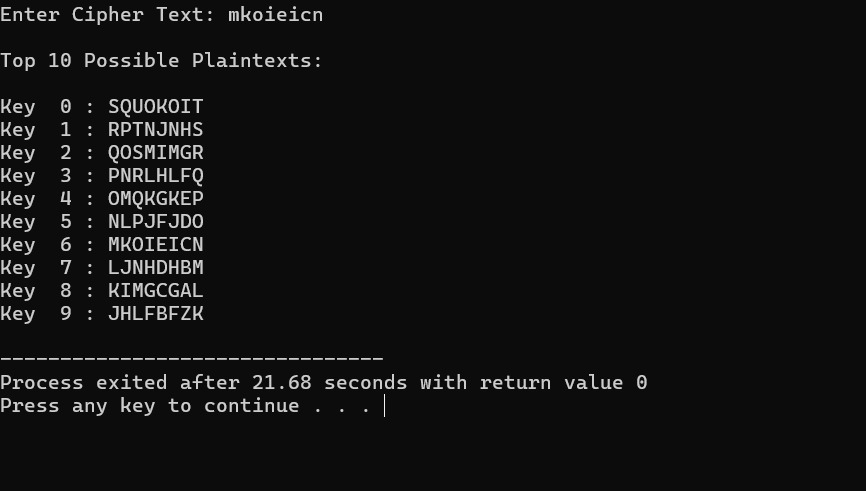 Enter Cipher Text: mkoieicn
Top 10 Possible Plaintexts:
Key  0 : SQUOKOIT
Key  1 : RPTNJNHS
Key  2 : QOSMIMGR
Key  3 : PNRLHLFQ
Key  4 : OMQKGKEP
Key  5 : NLPJFJDO
Key  6 : MKOIEICN
Key  7 : LJNHDHBM
Key  8 : KIMGCGAL
Key  9 : JHLFBFZK
--------------------------------
Process exited after 21.68 seconds with return value 0
Press any key to continue . . .